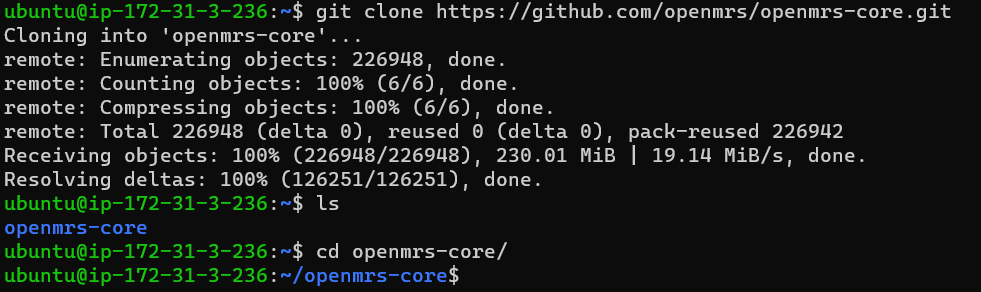 ubuntu@ip-172-31-3-236:~$ git clone https://github.com/openmrs/openmrs-core.git
Cloning into 'openmrs-core'...
remote: Enumerating objects: 226948, done.
remote: Counting objects: 100% (6/6), done.
remote: Compressing objects: 100% (6/6), done.
remote: Total 226948 (delta 0), reused 0 (delta 0), pack-reused 226942
Receiving objects: 100% (226948/226948), 230.01 MiB | 19.14 MiB/s, done.
Resolving deltas: 100% (126251/126251), done.
ubuntu@ip-172-31-3-236:~$ ls
openmrs-core
ubuntu@ip-172-31-3-236:~$ cd openmrs-core/
ubuntu@ip-172-31-3-236:~/openmrs-core$